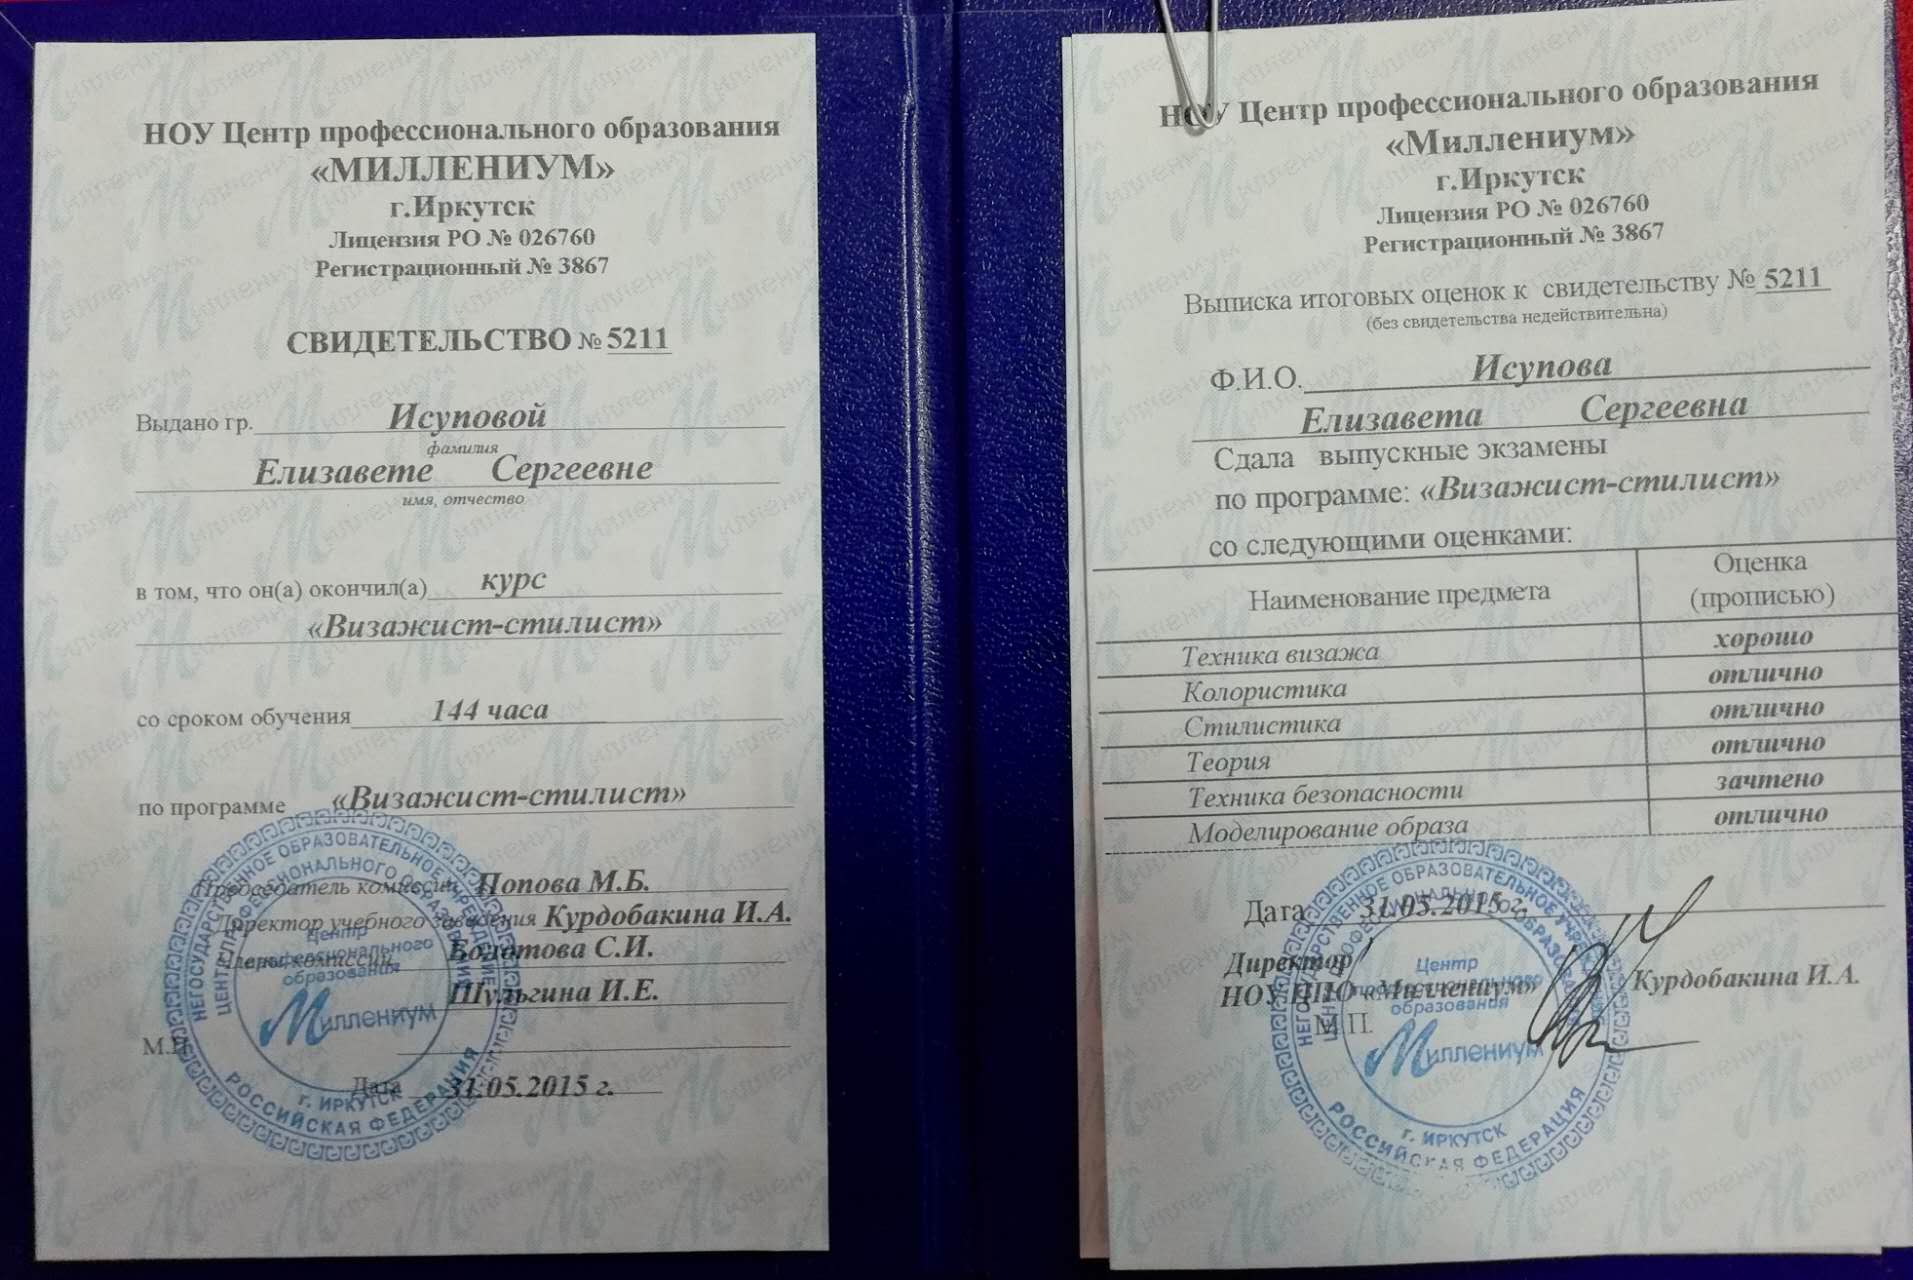 НОУ Центр профессионального образования
«МИЛЛЕНИУМ»
г.Иркутск
Лицензия РО № 026760
Регистрационный № 3867
СВИДЕТЕЛЬСТВО № 5211
Выдано гр. Исуповой
фамилия
Елизавете Сергеевне
имя, отчество
в том, что он(а) окончил(а) курс
«Визажист-стилист»
со сроком обучения 144 часа
по программе «Визажист-стилист»
Председатель комиссии Попова М.Б.
Директор учебного заведения Курдобакина И.А.
Члены комиссии Болотова С.И.
Шульгина И.Е.
М.П.
Дата 31.05.2015 г.
НЕГОСУДАРСТВЕННОЕ ОБРАЗОВАТЕЛЬНОЕ УЧРЕЖДЕНИЕ
ЦЕНТР ПРОФЕССИОНАЛЬНОГО ОБРАЗОВАНИЯ
Центр
профессионального
образования
Миллениум
г. ИРКУТСК
РОССИЙСКАЯ ФЕДЕРАЦИЯ
НОУ Центр профессионального образования
«Миллениум»
г.Иркутск
Лицензия РО № 026760
Регистрационный № 3867
Выписка итоговых оценок к свидетельству № 5211
(без свидетельства недействительна)
Ф.И.О. Исупова
Елизавета Сергеевна
Сдала выпускные экзамены
по программе: «Визажист-стилист»
со следующими оценками:
Наименование предмета Оценка (прописью)
Техника визажа хорошо
Колористика отлично
Стилистика отлично
Теория отлично
Техника безопасности зачтено
Моделирование образа отлично
Дата 31.05.2015 г.
Директор
НОУ ЦПО «Миллениум» Курдобакина И.А.
М.П.
НЕГОСУДАРСТВЕННОЕ ОБРАЗОВАТЕЛЬНОЕ УЧРЕЖДЕНИЕ
ЦЕНТР ПРОФЕССИОНАЛЬНОГО ОБРАЗОВАНИЯ
Центр
профессионального
образования
Миллениум
г. ИРКУТСК
РОССИЙСКАЯ ФЕДЕРАЦИЯ